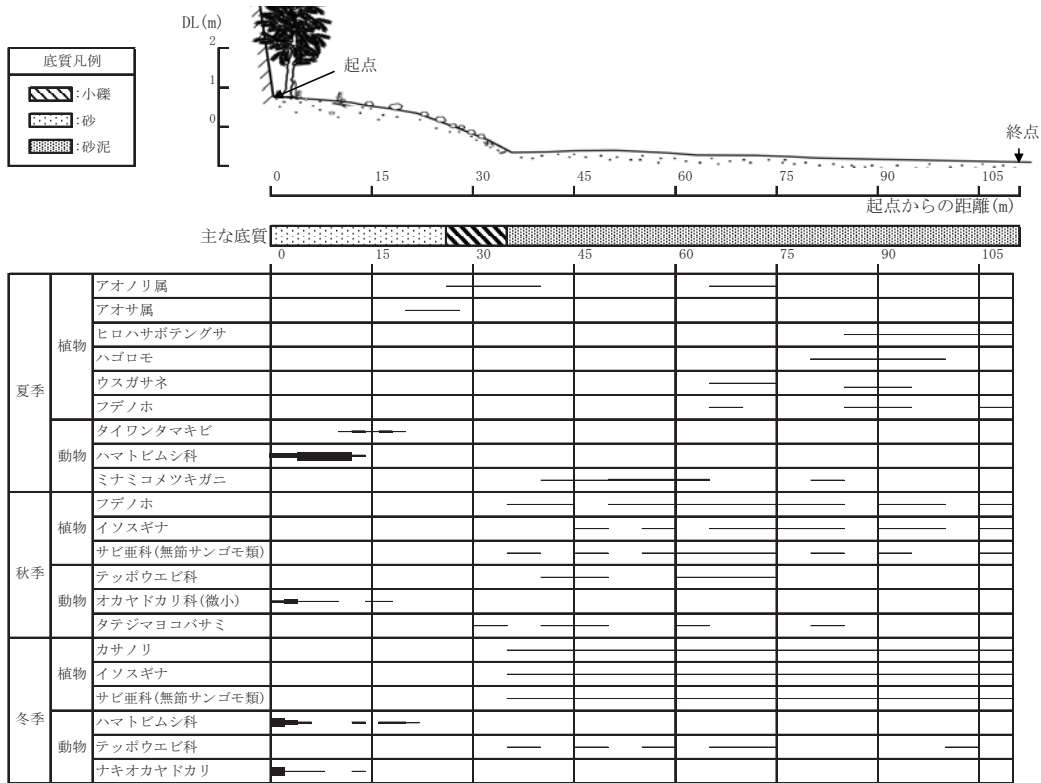 DL(m)
2
1
0
底質凡例
:小礫
:砂
:砂泥
起点
終点
0 15 30 45 60 75 90 105
起点からの距離(m)
主な底質
0 15 30 45 60 75 90 105
夏季
植物
アオノリ属
アオサ属
ヒロハサボテングサ
ハゴロモ
ウスガサネ
フデノホ
動物
タイワンタマキビ
ハマトビムシ科
ミナミコメツキガニ
秋季
植物
フデノホ
イソスギナ
サビ亜科(無節サンゴモ類)
動物
テッポウエビ科
オカヤドカリ科(微小)
タテジマヨコバサミ
冬季
植物
カサノリ
イソスギナ
サビ亜科(無節サンゴモ類)
動物
ハマトビムシ科
テッポウエビ科
ナキオカヤドカリ